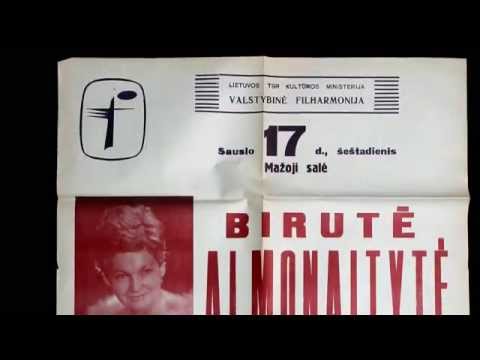 LIETUVOS TSR KULTŪROS MINISTERIJA
VALSTYBINĖ FILHARMONIJA
Sausio 17 d., šeštadienis
Mažoji salė
BIRUTĖ
ALMONAITYTĖ